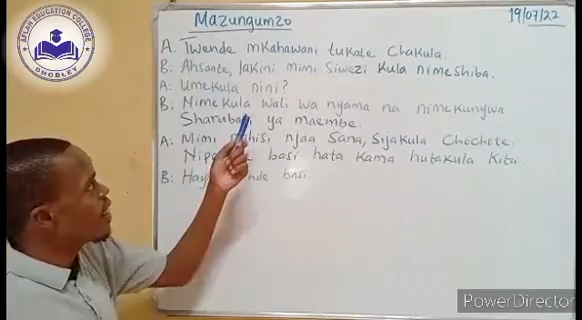 AFLAH EDUCATION COLLEGE
DHOBLEY
Mazungumzo
19/07/22
A. Twende mkahawani tukale Chakula.
B: Ahsante, lakini mimi siwezi kula nimeshiba.
A: Umekula nini?
B: Nimekula wali wa nyama na nimekunywa
Sharubati ya maembe.
A: Mimi nahisi njaa Sana, Sijakula Chochote.
basi hata kama hutakula kitu.
B: basi.
PowerDirector